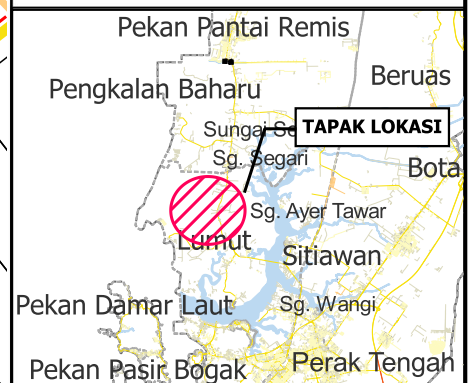 Pekan Pantai Remis
Beruas
Pengkalan Baharu
Sungai
TAPAK LOKASI
Sg. Segari
Bota
Sg. Ayer Tawar
Lumut
Sitiawan
Pekan Damar Laut
Sg. Wangi
Pekan Pasir Bogak
Perak Tengah